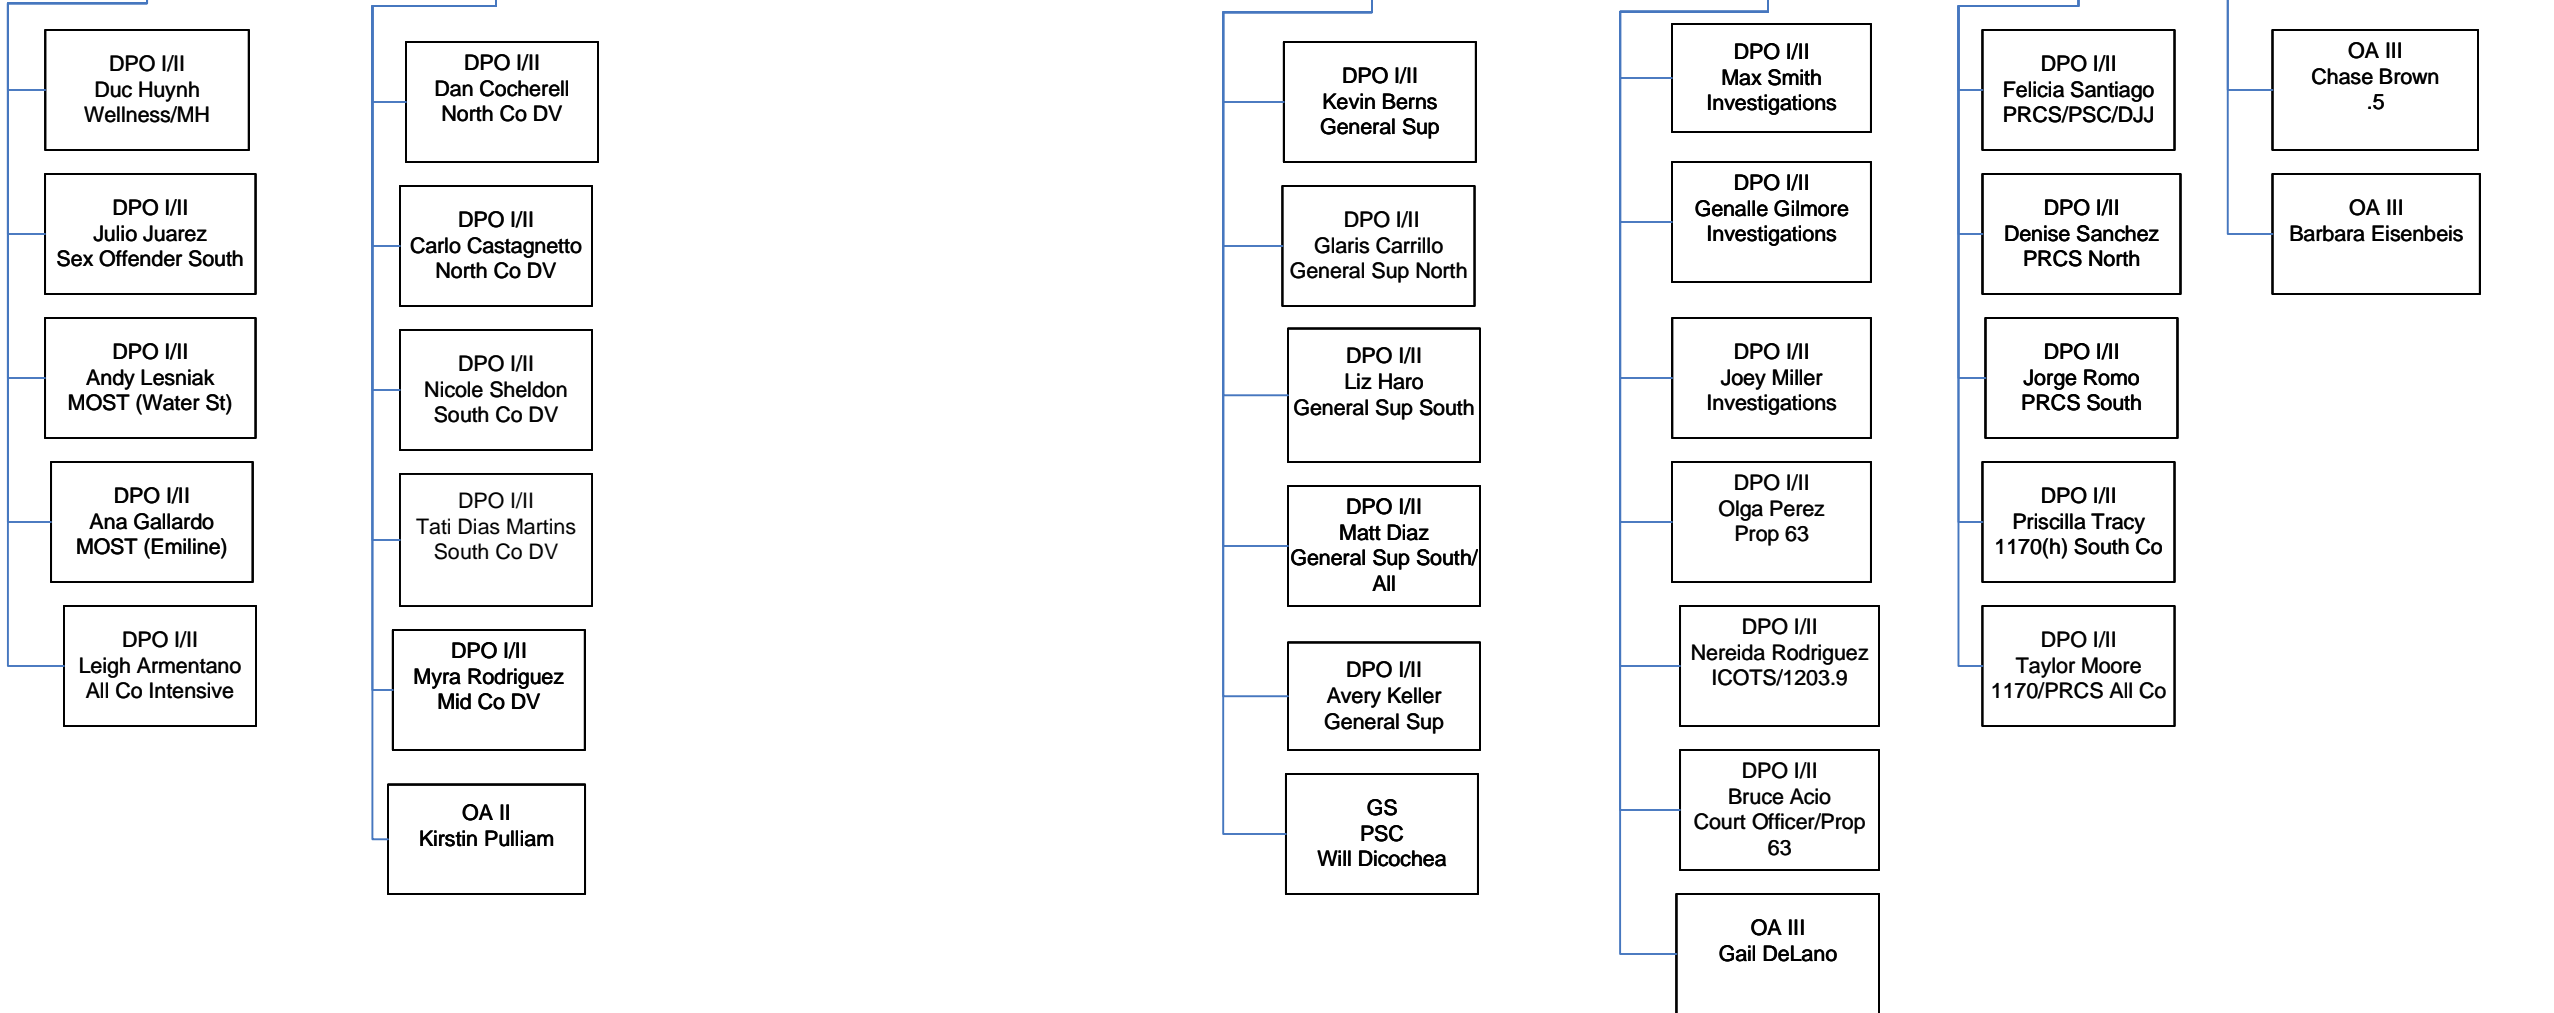 DPO I/II
Duc Huynh
Wellness/MH
DPO I/II
Julio Juarez
Sex Offender South
DPO I/II
Andy Lesniak
MOST (Water St)
DPO I/II
Ana Gallardo
MOST (Emiline)
DPO I/II
Leigh Armentano
All Co Intensive
DPO I/II
Dan Cocherell
North Co DV
DPO I/II
Carlo Castagnetto
North Co DV
DPO I/II
Nicole Sheldon
South Co DV
DPO I/II
Tati Dias Martins
South Co DV
DPO I/II
Myra Rodriguez
Mid Co DV
OA II
Kirstin Pulliam
DPO I/II
Kevin Berns
General Sup
DPO I/II
Glaris Carrillo
General Sup North
DPO I/II
Liz Haro
General Sup South
DPO I/II
Matt Diaz
General Sup South/
All
DPO I/II
Avery Keller
General Sup
GS
PSC
Will Dicochea
DPO I/II
Max Smith
Investigations
DPO I/II
Genalle Gilmore
Investigations
DPO I/II
Joey Miller
Investigations
DPO I/II
Olga Perez
Prop 63
DPO I/II
Nereida Rodriguez
ICOTS/1203.9
DPO I/II
Bruce Acio
Court Officer/Prop
63
OA III
Gail DeLano
DPO I/II
Felicia Santiago
PRCS/PSC/DJJ
DPO I/II
Denise Sanchez
PRCS North
DPO I/II
Jorge Romo
PRCS South
DPO I/II
Priscilla Tracy
1170(h) South Co
DPO I/II
Taylor Moore
1170/PRCS All Co
OA III
Chase Brown
.5
OA III
Barbara Eisenbeis